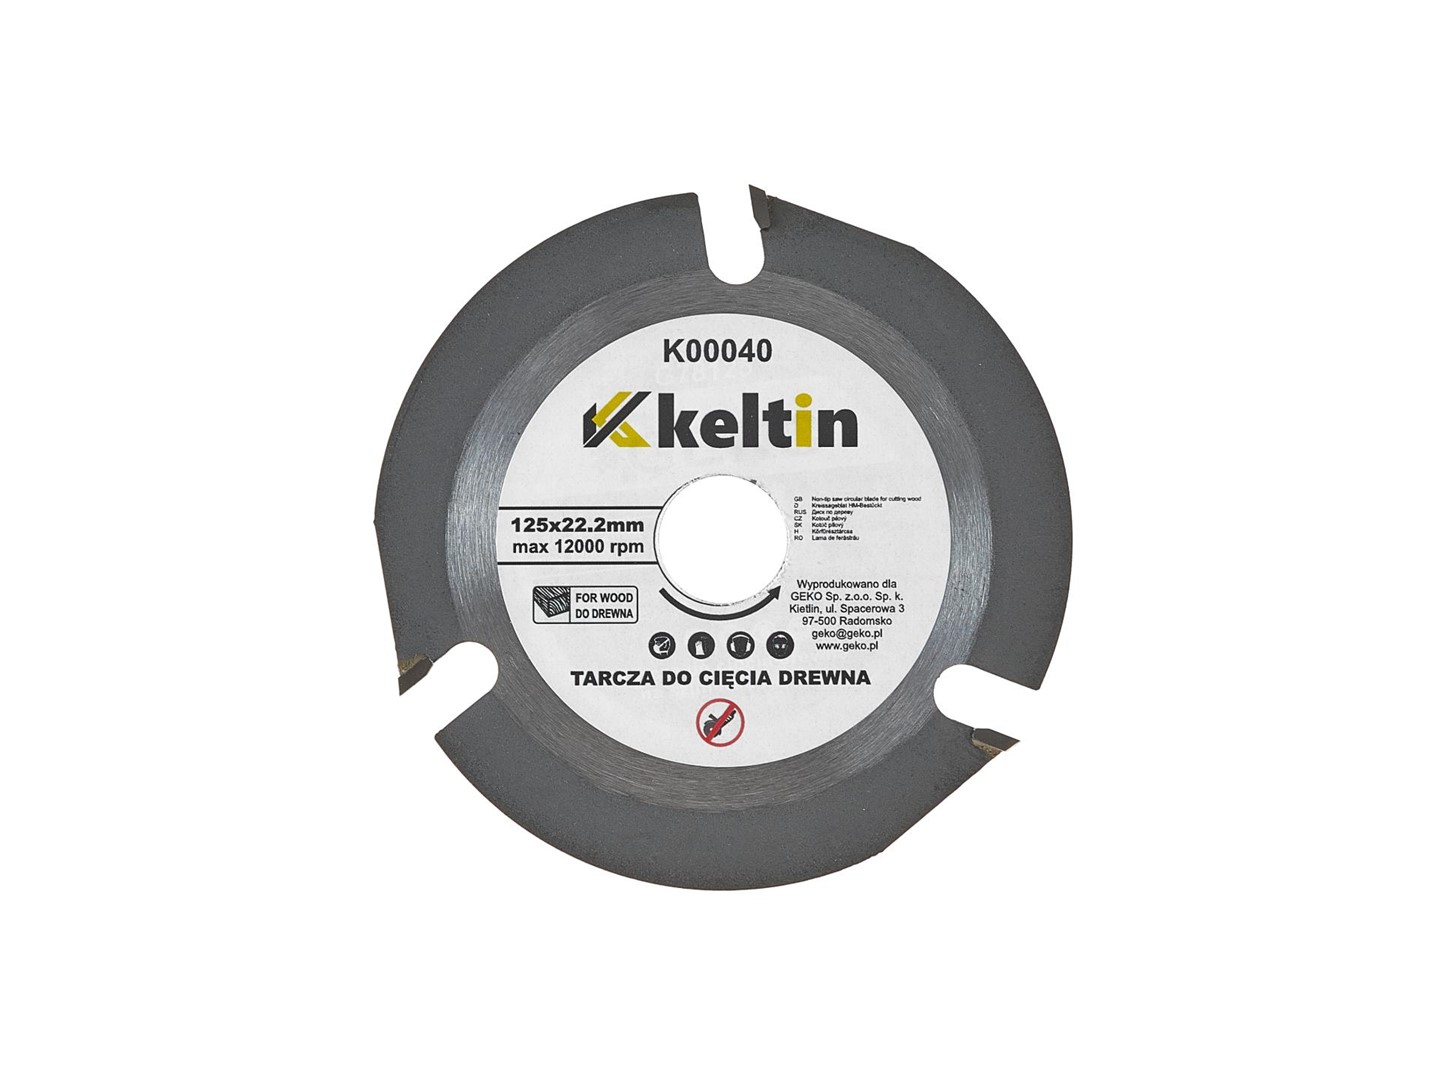 K00040
keltin
125x22.2mm
max 12000 rpm
GB Non-tip saw circular blade for cutting wood
D Kreissageblat HM-Bestückt
RUS Диск по дереву
CZ Kotouč pilový
SK Kotúč pílový
H Körfűresztárcsa
RO Lama de ferăstrău
FOR WOOD
DO DREWNA
Wyprodukowano dla
GEKO Sp. z.o.o. Sp. k.
Kietlin, ul. Spacerowa 3
97-500 Radomsko
geko@geko.pl
www.geko.pl
TARCZA DO CIĘCIA DREWNA